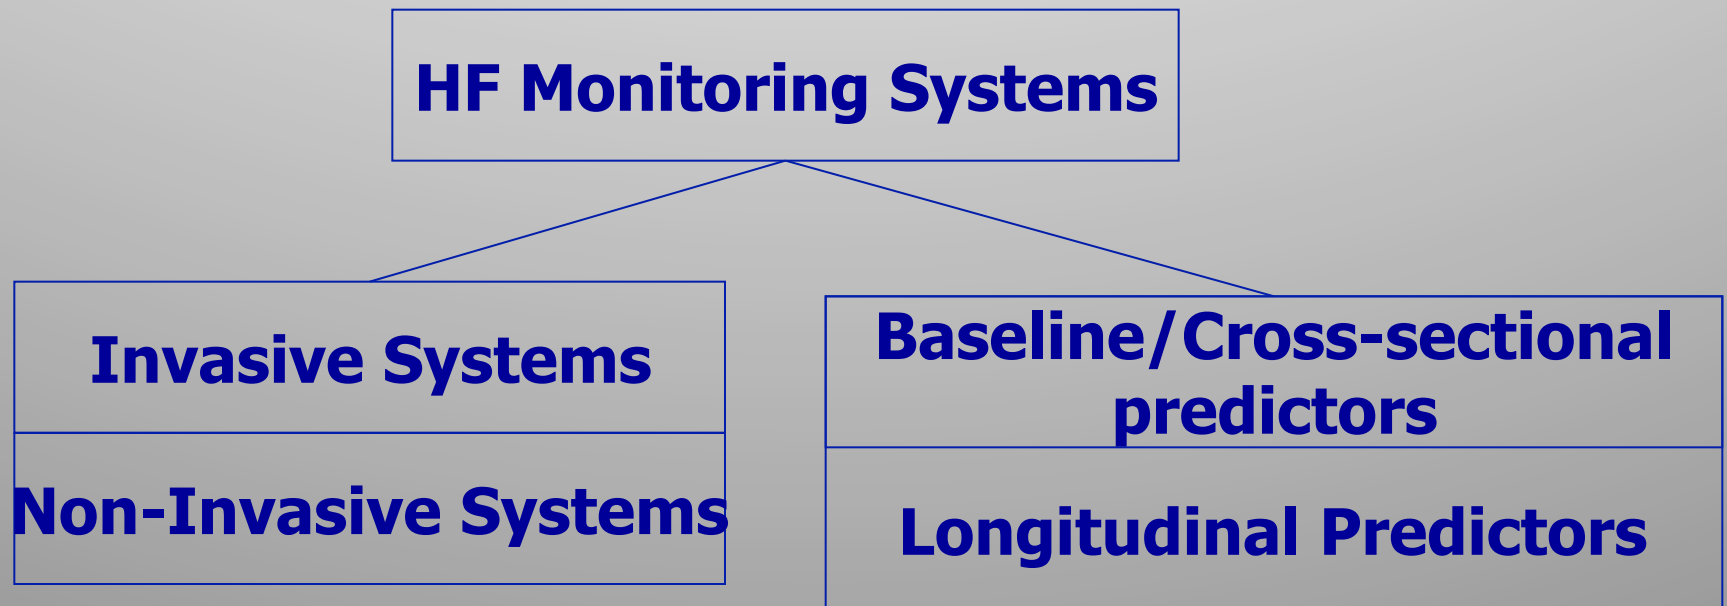 HF Monitoring Systems
Invasive Systems
Non-Invasive Systems
Baseline/Cross-sectional
predictors
Longitudinal Predictors